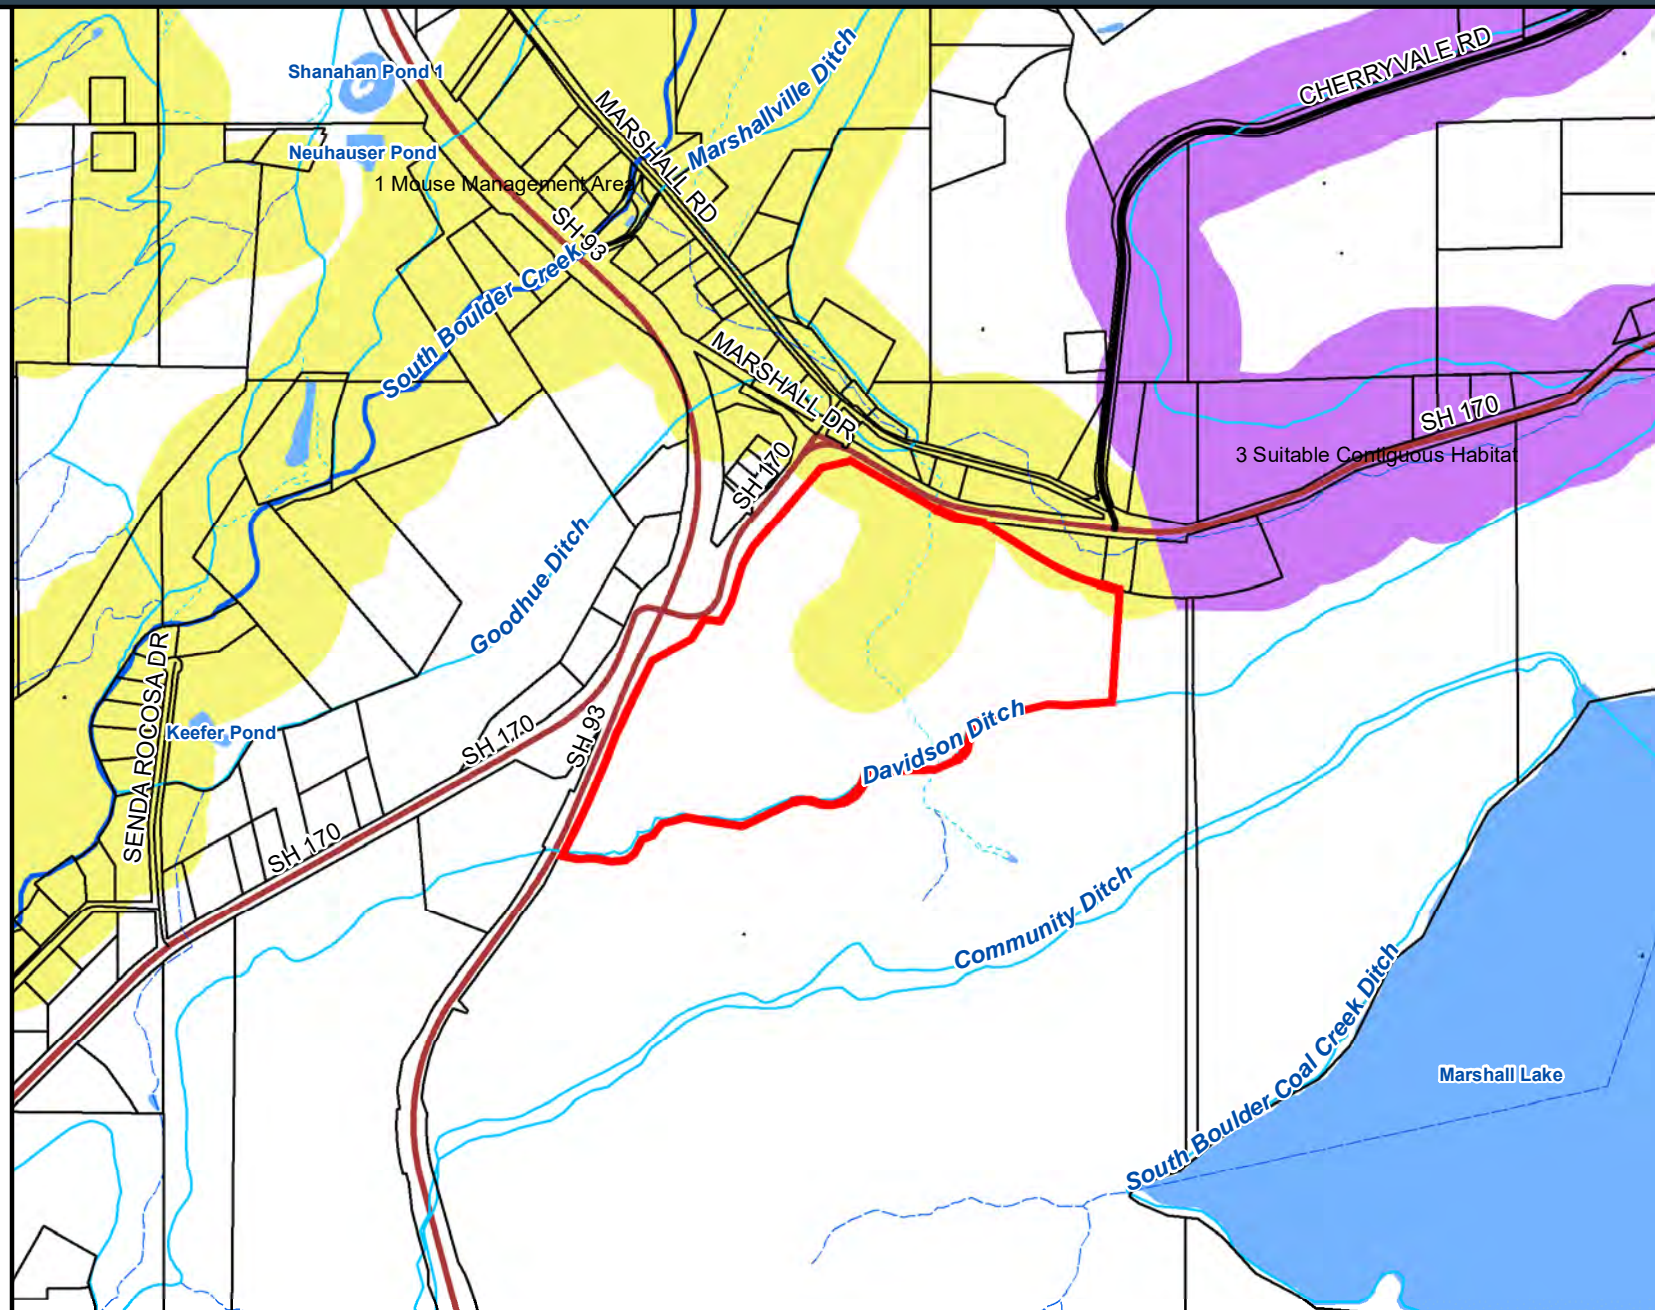 CHERRYVALE RD
Marshallville Ditch
Shanahan Pond 1
MARSHALL RD
Neuhauser Pond
1 Mouse Management Area
SH 93
South Boulder Creek
MARSHALL DR
SH 170
3 Suitable Contiguous Habitat
SH 170
Goodhue Ditch
SENDA ROCOSA DR
Keefer Pond
SH 170
SH 93
Davidson Ditch
SH 170
Community Ditch
South Boulder Coal Creek Ditch
Marshall Lake